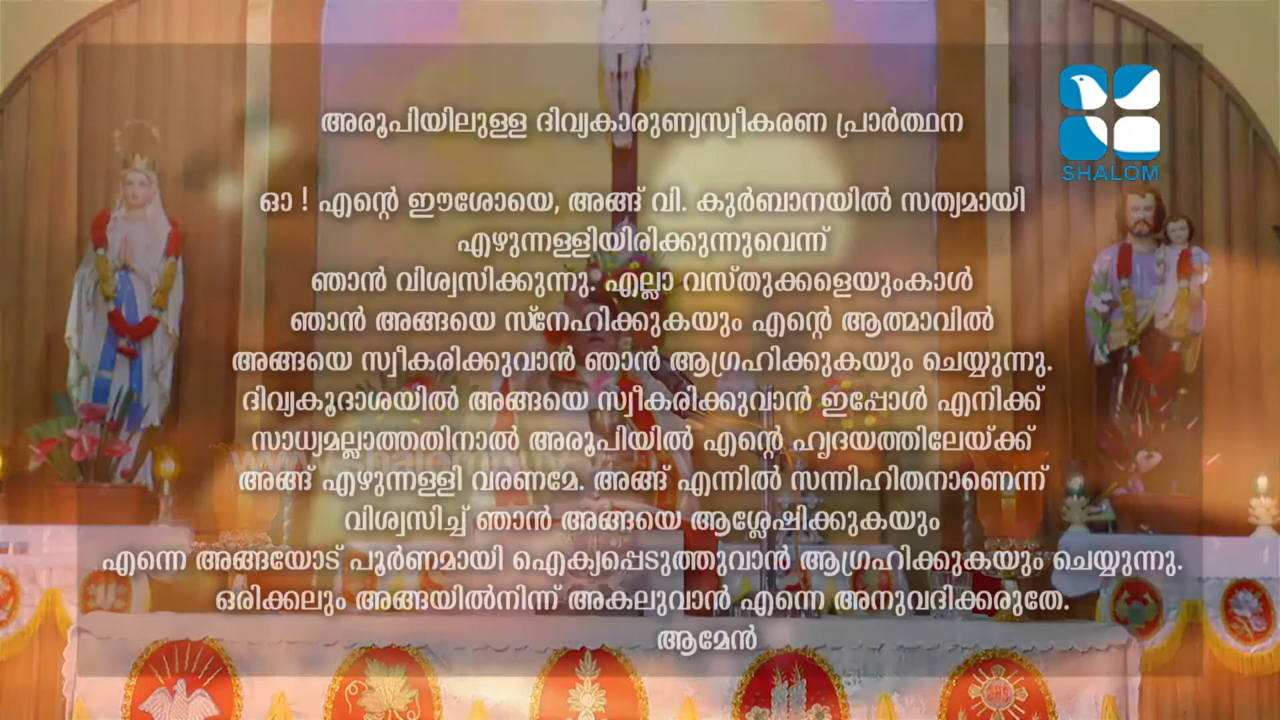 SHALOM
അരൂപിയിലുള്ള ദിവ്യകാരുണ്യസ്വീകരണ പ്രാർത്ഥന
ഓ ! എന്റെ ഈശോയെ, അങ്ങ് വി. കുർബാനയിൽ സത്യമായി
എഴുന്നള്ളിയിരിക്കുന്നുവെന്ന്
ഞാൻ വിശ്വസിക്കുന്നു. എല്ലാ വസ്തുക്കളെയുംകാൾ
ഞാൻ അങ്ങയെ സ്നേഹിക്കുകയും എന്റെ ആത്മാവിൽ
അങ്ങയെ സ്വീകരിക്കുവാൻ ഞാൻ ആഗ്രഹിക്കുകയും ചെയ്യുന്നു.
ദിവ്യകൂദാശയിൽ അങ്ങയെ സ്വീകരിക്കുവാൻ ഇപ്പോൾ എനിക്ക്
സാധ്യമല്ലാത്തതിനാൽ അരൂപിയിൽ എന്റെ ഹൃദയത്തിലേയ്ക്ക്
അങ്ങ് എഴുന്നള്ളി വരണമേ. അങ്ങ് എന്നിൽ സന്നിഹിതനാണെന്ന്
വിശ്വസിച്ച് ഞാൻ അങ്ങയെ ആശ്ലേഷിക്കുകയും
എന്നെ അങ്ങയോട് പൂർണമായി ഐക്യപ്പെടുത്തുവാൻ ആഗ്രഹിക്കുകയും ചെയ്യുന്നു.
ഒരിക്കലും അങ്ങയിൽനിന്ന് അകലുവാൻ എന്നെ അനുവദിക്കരുതേ.
ആമേൻ